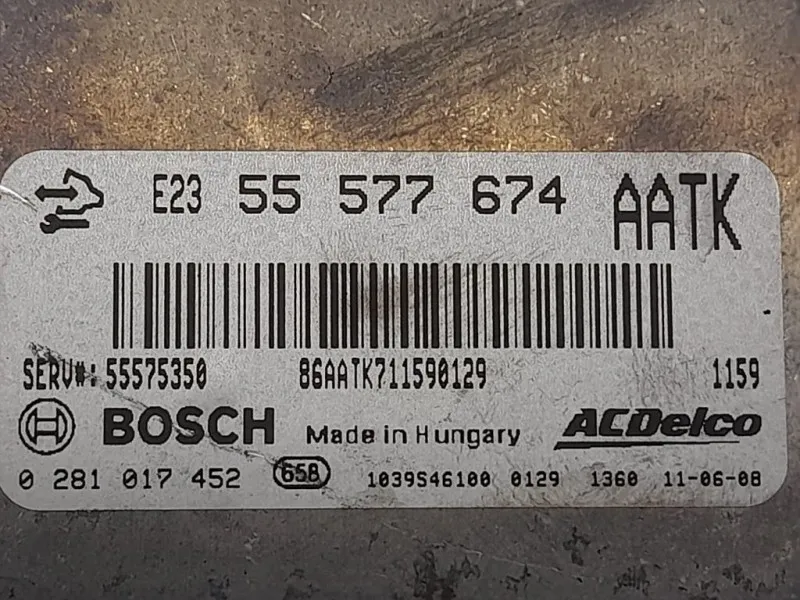 E23 55 577 674 AATK
SERV#: 55575350 86AATK711590129 1159
BOSCH Made in Hungary ACDelco
0 281 017 452 658 1039S46100 0129 1360 11-06-08